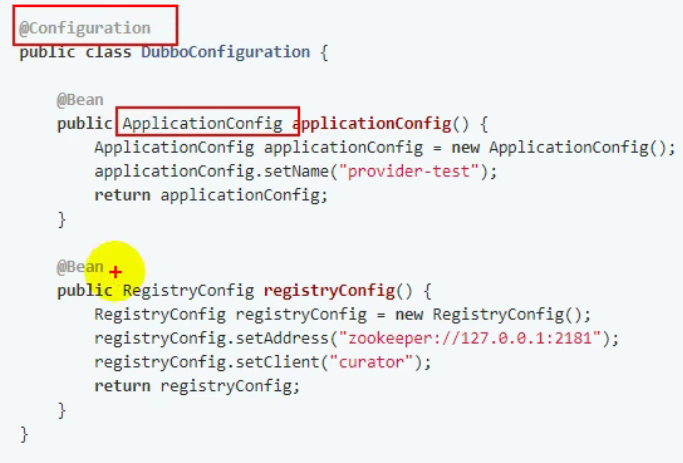 @Configuration
public class DubboConfiguration {
@Bean
public ApplicationConfig applicationConfig() {
ApplicationConfig applicationConfig = new ApplicationConfig();
applicationConfig.setName("provider-test");
return applicationConfig;
}
@Bean
public RegistryConfig registryConfig() {
RegistryConfig registryConfig = new RegistryConfig();
registryConfig.setAddress("zookeeper://127.0.0.1:2181");
registryConfig.setClient("curator");
return registryConfig;
}
}